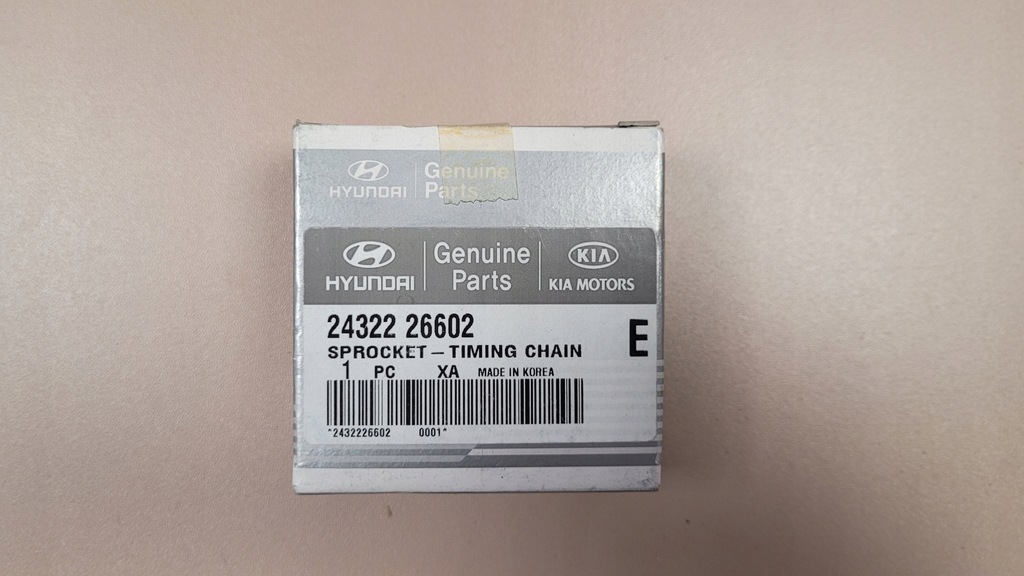 HYUNDAI Genuine
Parts
HYUNDAI Genuine Parts KIA KIA MOTORS
24322 26602 E
SPROCKET – TIMING CHAIN
1 PC XA MADE IN KOREA
*2432226602 0001*